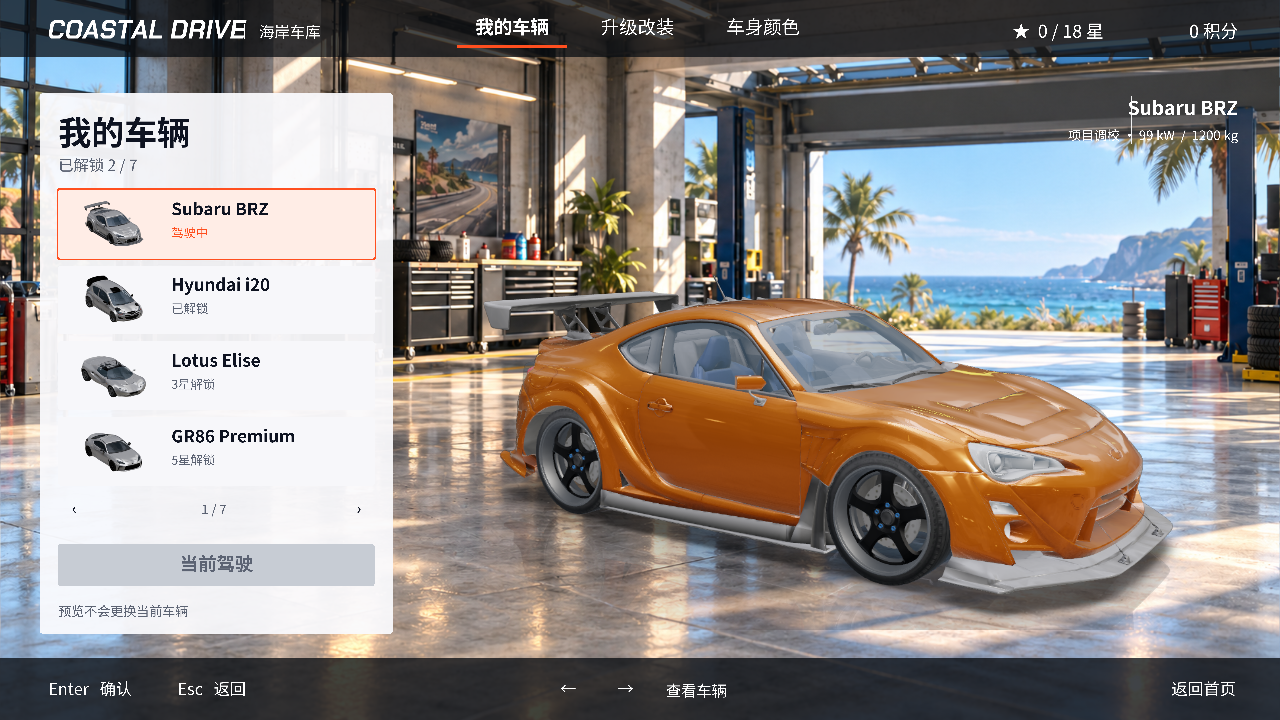 COASTAL DRIVE 海岸车库
我的车辆 升级改装 车身颜色
★ 0 / 18 星 0 积分
Subaru BRZ
项目调校 · 99 kW / 1200 kg
我的车辆
已解锁 2 / 7
Subaru BRZ
驾驶中
Hyundai i20
已解锁
Lotus Elise
3星解锁
GR86 Premium
5星解锁
‹ 1 / 7 ›
当前驾驶
预览不会更换当前车辆
Enter 确认 Esc 返回 ← → 查看车辆 返回首页